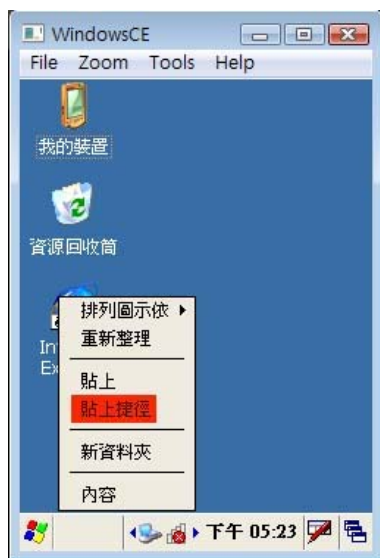 WindowsCE
File Zoom Tools Help
我的裝置
資源回收筒
In
Ex
排列圖示依
重新整理
貼上
貼上捷徑
新資料夾
內容
下午 05:23